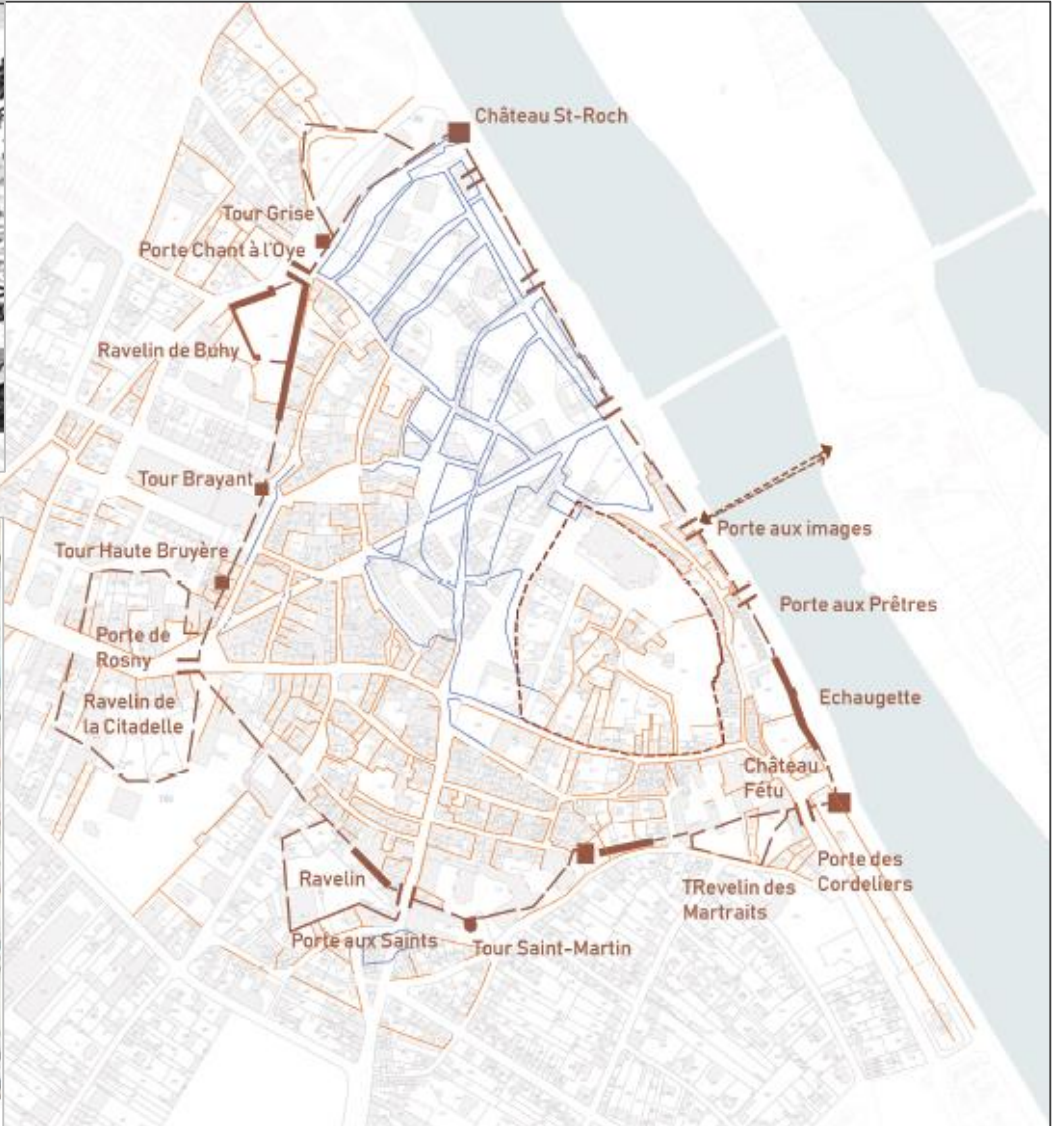 Château St-Roch
Tour Grise
Porte Chant à l'Oye
Ravelin de Buhy
Tour Brayant
Porte aux images
Tour Haute Bruyère
Porte aux Prêtres
Porte de
Rosny
Ravelin de
la Citadelle
Echaugette
Château
Fétu
Porte des
Cordeliers
Ravelin
TRevelin des
Martraits
Porte aux Saints
Tour Saint-Martin